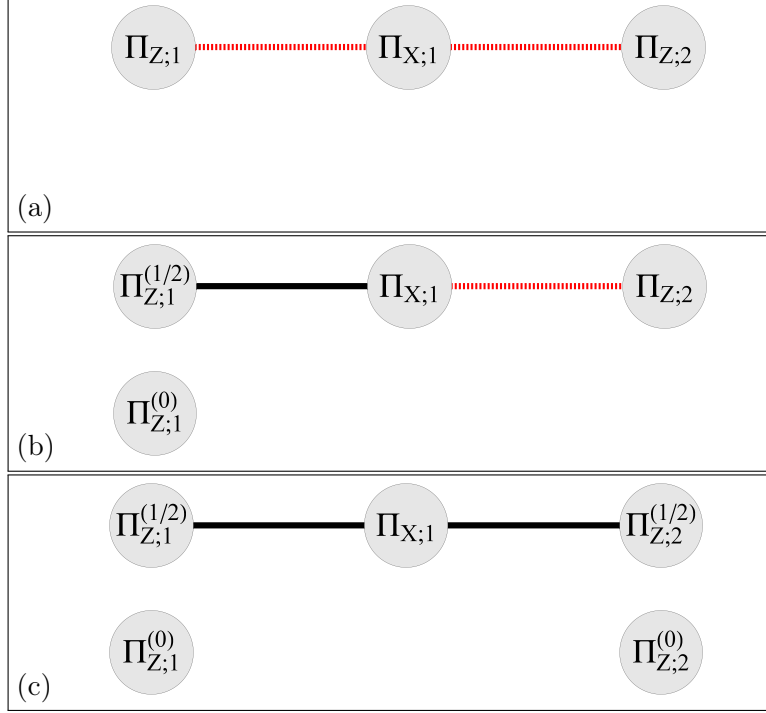 Π_{Z;1} Π_{X;1} Π_{Z;2}
(a)
Π_{Z;1}^{(1/2)} Π_{X;1} Π_{Z;2}
Π_{Z;1}^{(0)}
(b)
Π_{Z;1}^{(1/2)} Π_{X;1} Π_{Z;2}^{(1/2)}
Π_{Z;1}^{(0)} Π_{Z;2}^{(0)}
(c)